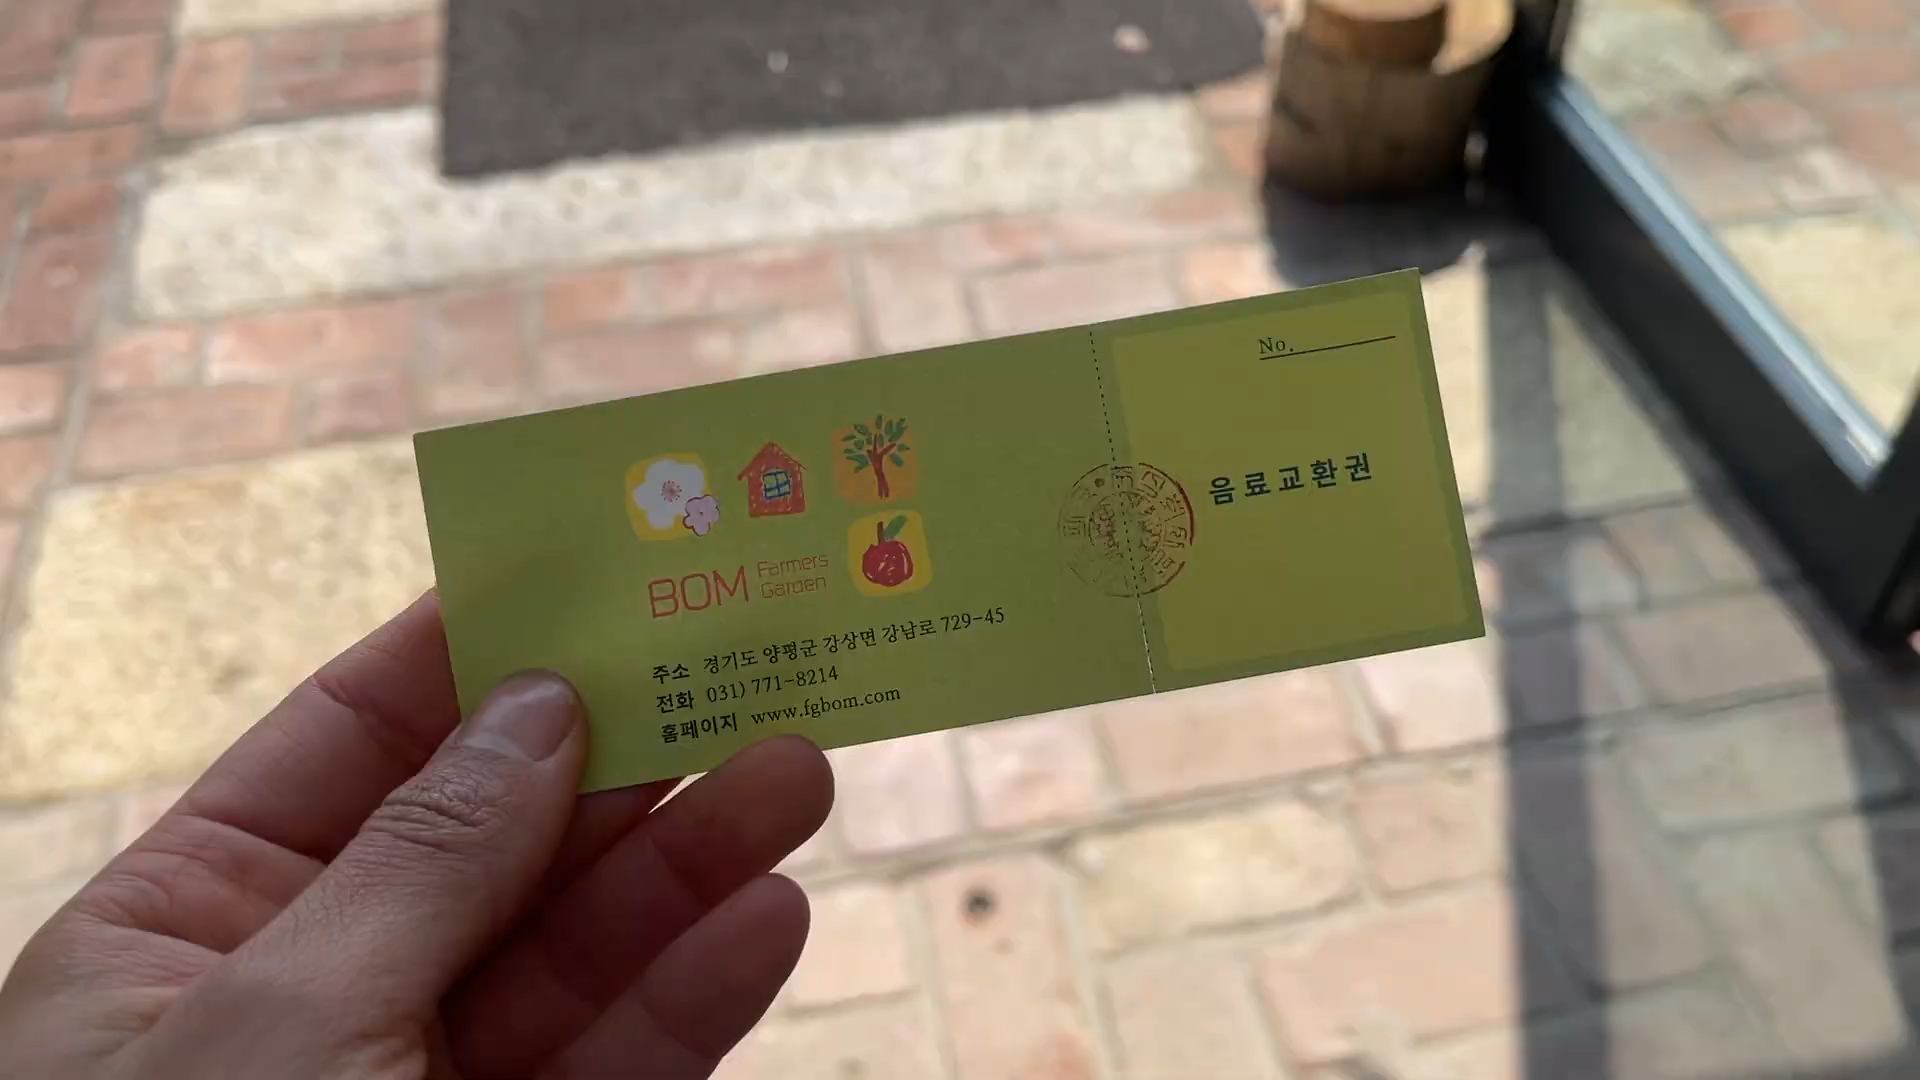 BOM Farmers Garden
주소 경기도 양평군 강상면 강남로 729-45
전화 031) 771-8214
홈페이지 www.fgbom.com
No.
음료교환권